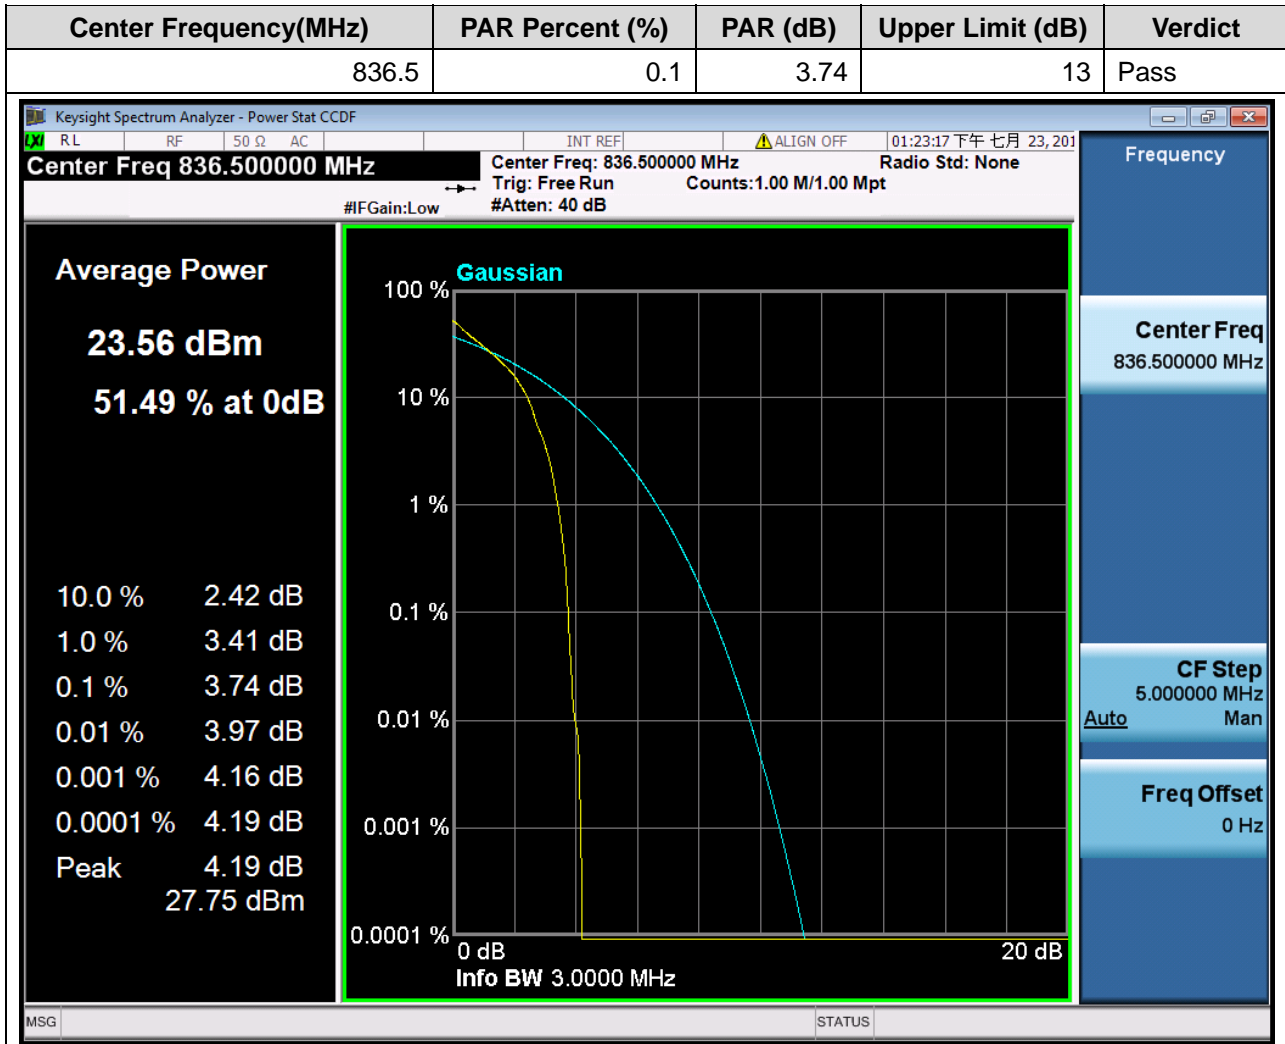 Center Frequency(MHz) PAR Percent (%) PAR (dB) Upper Limit (dB) Verdict
836.5 0.1 3.74 13 Pass
Keysight Spectrum Analyzer - Power Stat CCDF
LXI RL RF 50 Ω AC INT REF ALIGN OFF 01:23:17 下午 七月 23, 201
Center Freq 836.500000 MHz
Center Freq: 836.500000 MHz Radio Std: None
Trig: Free Run Counts:1.00 M/1.00 Mpt
#IFGain:Low #Atten: 40 dB
Average Power
23.56 dBm
51.49 % at 0dB
10.0 % 2.42 dB
1.0 % 3.41 dB
0.1 % 3.74 dB
0.01 % 3.97 dB
0.001 % 4.16 dB
0.0001 % 4.19 dB
Peak 4.19 dB
27.75 dBm
Gaussian
100 %
10 %
1 %
0.1 %
0.01 %
0.001 %
0.0001 %
0 dB 20 dB
Info BW 3.0000 MHz
Frequency
Center Freq
836.500000 MHz
CF Step
5.000000 MHz
Auto Man
Freq Offset
0 Hz
MSG STATUS